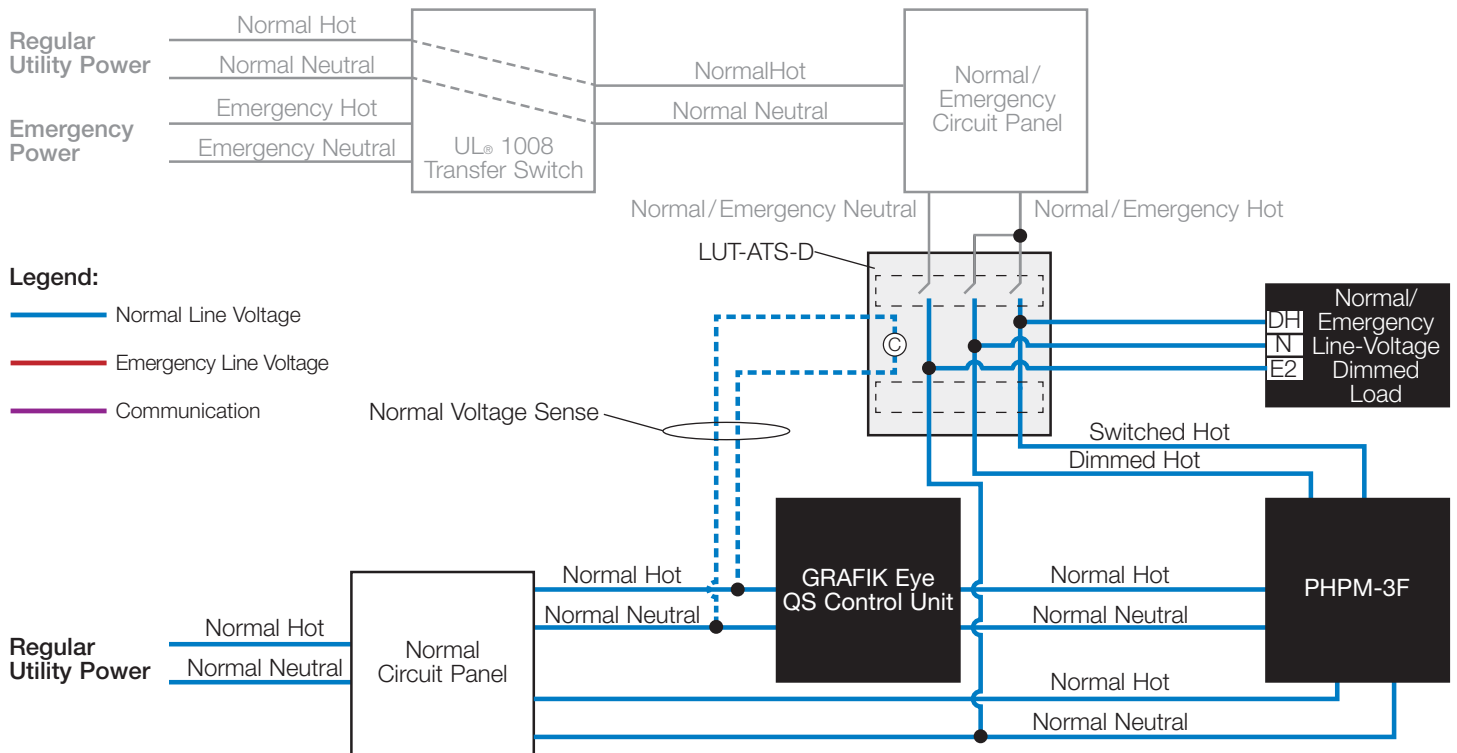 Regular
Utility Power
Normal Hot
Normal Neutral
Emergency
Power
Emergency Hot
Emergency Neutral
UL® 1008
Transfer Switch
NormalHot
Normal Neutral
Normal/
Emergency
Circuit Panel
Normal/Emergency Neutral
Normal/Emergency Hot
LUT-ATS-D
Legend:
Normal Line Voltage
Emergency Line Voltage
Communication
C
DH
N
E2
Normal/
Emergency
Line-Voltage
Dimmed
Load
Normal Voltage Sense
Switched Hot
Dimmed Hot
Regular
Utility Power
Normal Hot
Normal Neutral
Normal
Circuit Panel
Normal Hot
Normal Neutral
GRAFIK Eye
QS Control Unit
Normal Hot
Normal Neutral
PHPM-3F
Normal Hot
Normal Neutral